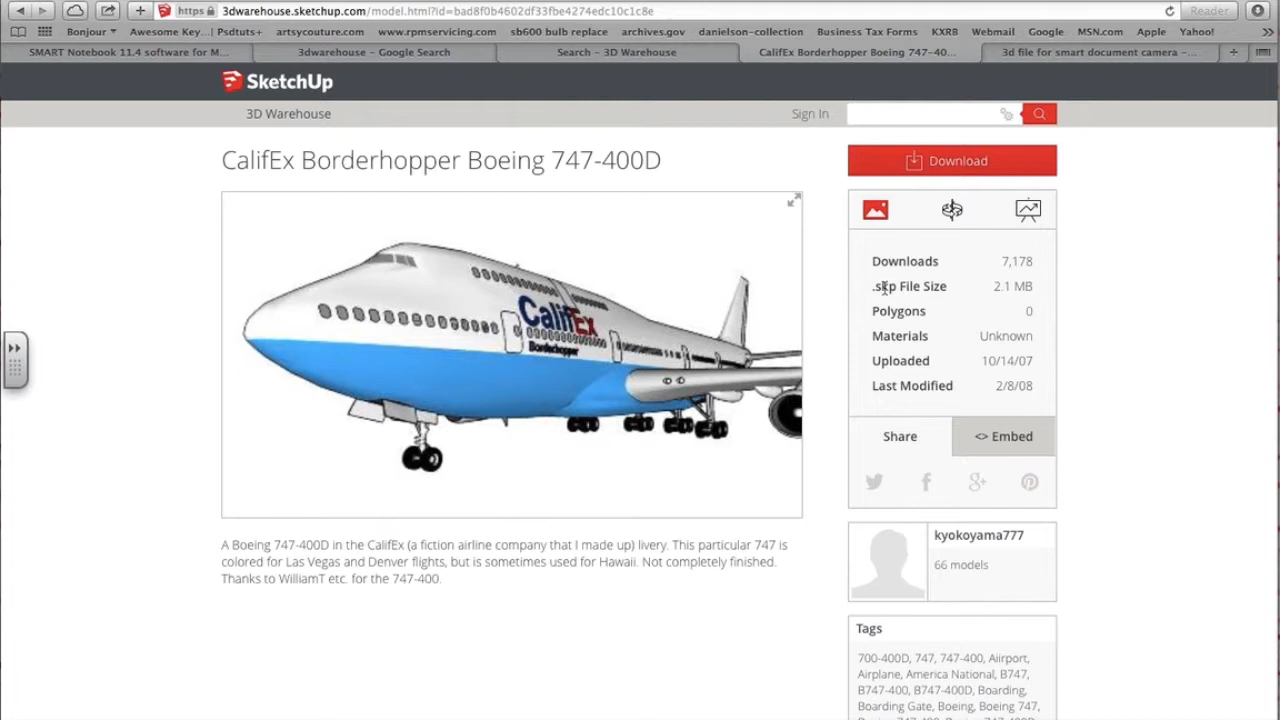 https 3dwarehouse.sketchup.com/model.html?id=bad8f0b4602df33fbe4274edc10c1c8e Reader
Bonjour Awesome Key...| Psdtuts+ artsycouture.com www.rpmservicing.com sb600 bulb replace archives.gov danielson-collection Business Tax Forms KXRB Webmail Google MSN.com Apple Yahoo!
SMART Notebook 11.4 software for M... 3dwarehouse - Google Search Search – 3D Warehouse CalifEx Borderhopper Boeing 747-40... 3d file for smart document camera -...
SketchUp
3D Warehouse Sign In
CalifEx Borderhopper Boeing 747-400D
Download
CalifEx
Borderhopper
Downloads 7,178
.skp File Size 2.1 MB
Polygons 0
Materials Unknown
Uploaded 10/14/07
Last Modified 2/8/08
Share <> Embed
A Boeing 747-400D in the CalifEx (a fiction airline company that I made up) livery. This particular 747 is
colored for Las Vegas and Denver flights, but is sometimes used for Hawaii. Not completely finished.
Thanks to WilliamT etc. for the 747-400.
kyokoyama777
66 models
Tags
700-400D, 747, 747-400, Aiirport,
Airplane, America National, B747,
B747-400, B747-400D, Boarding,
Boarding Gate, Boeing, Boeing 747,